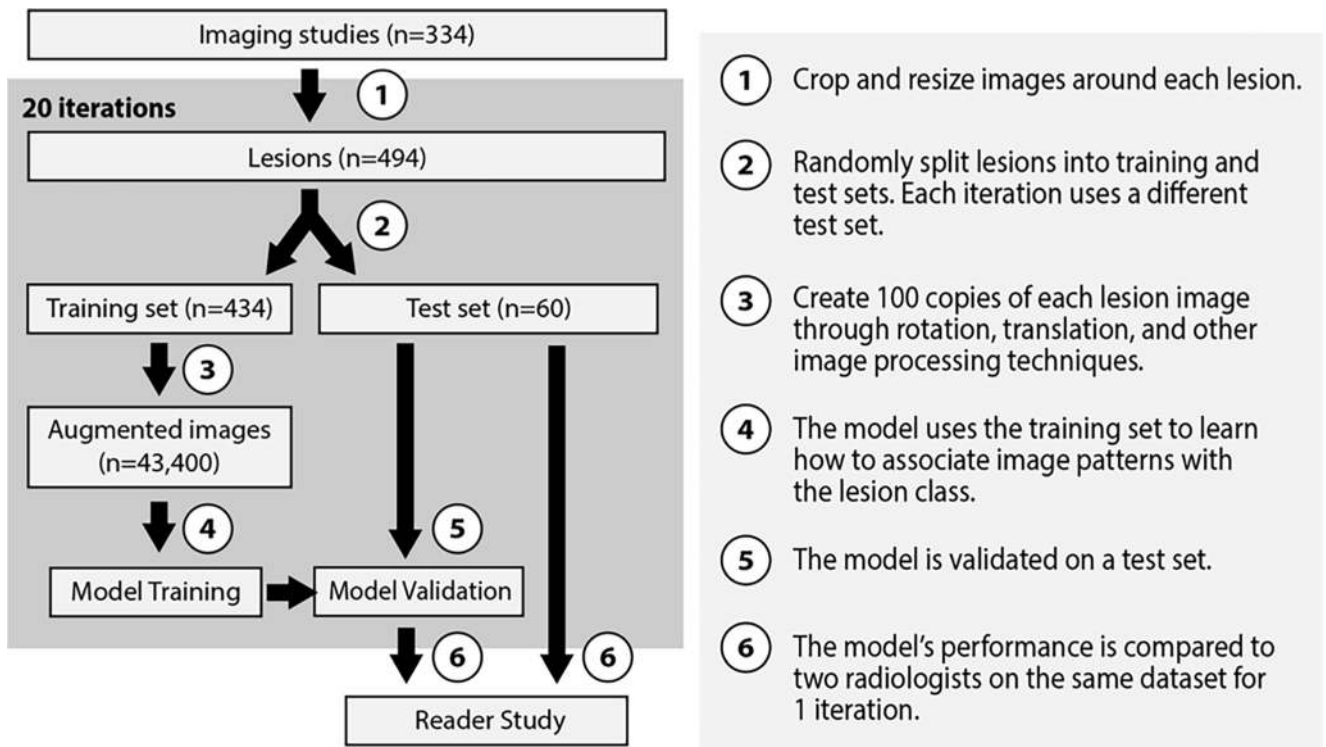 Imaging studies (n=334)
1
20 iterations
Lesions (n=494)
2
Training set (n=434)
Test set (n=60)
3
Augmented images
(n=43,400)
4
5
Model Training
Model Validation
6
6
Reader Study
1 Crop and resize images around each lesion.
2 Randomly split lesions into training and
test sets. Each iteration uses a different
test set.
3 Create 100 copies of each lesion image
through rotation, translation, and other
image processing techniques.
4 The model uses the training set to learn
how to associate image patterns with
the lesion class.
5 The model is validated on a test set.
6 The model’s performance is compared to
two radiologists on the same dataset for
1 iteration.